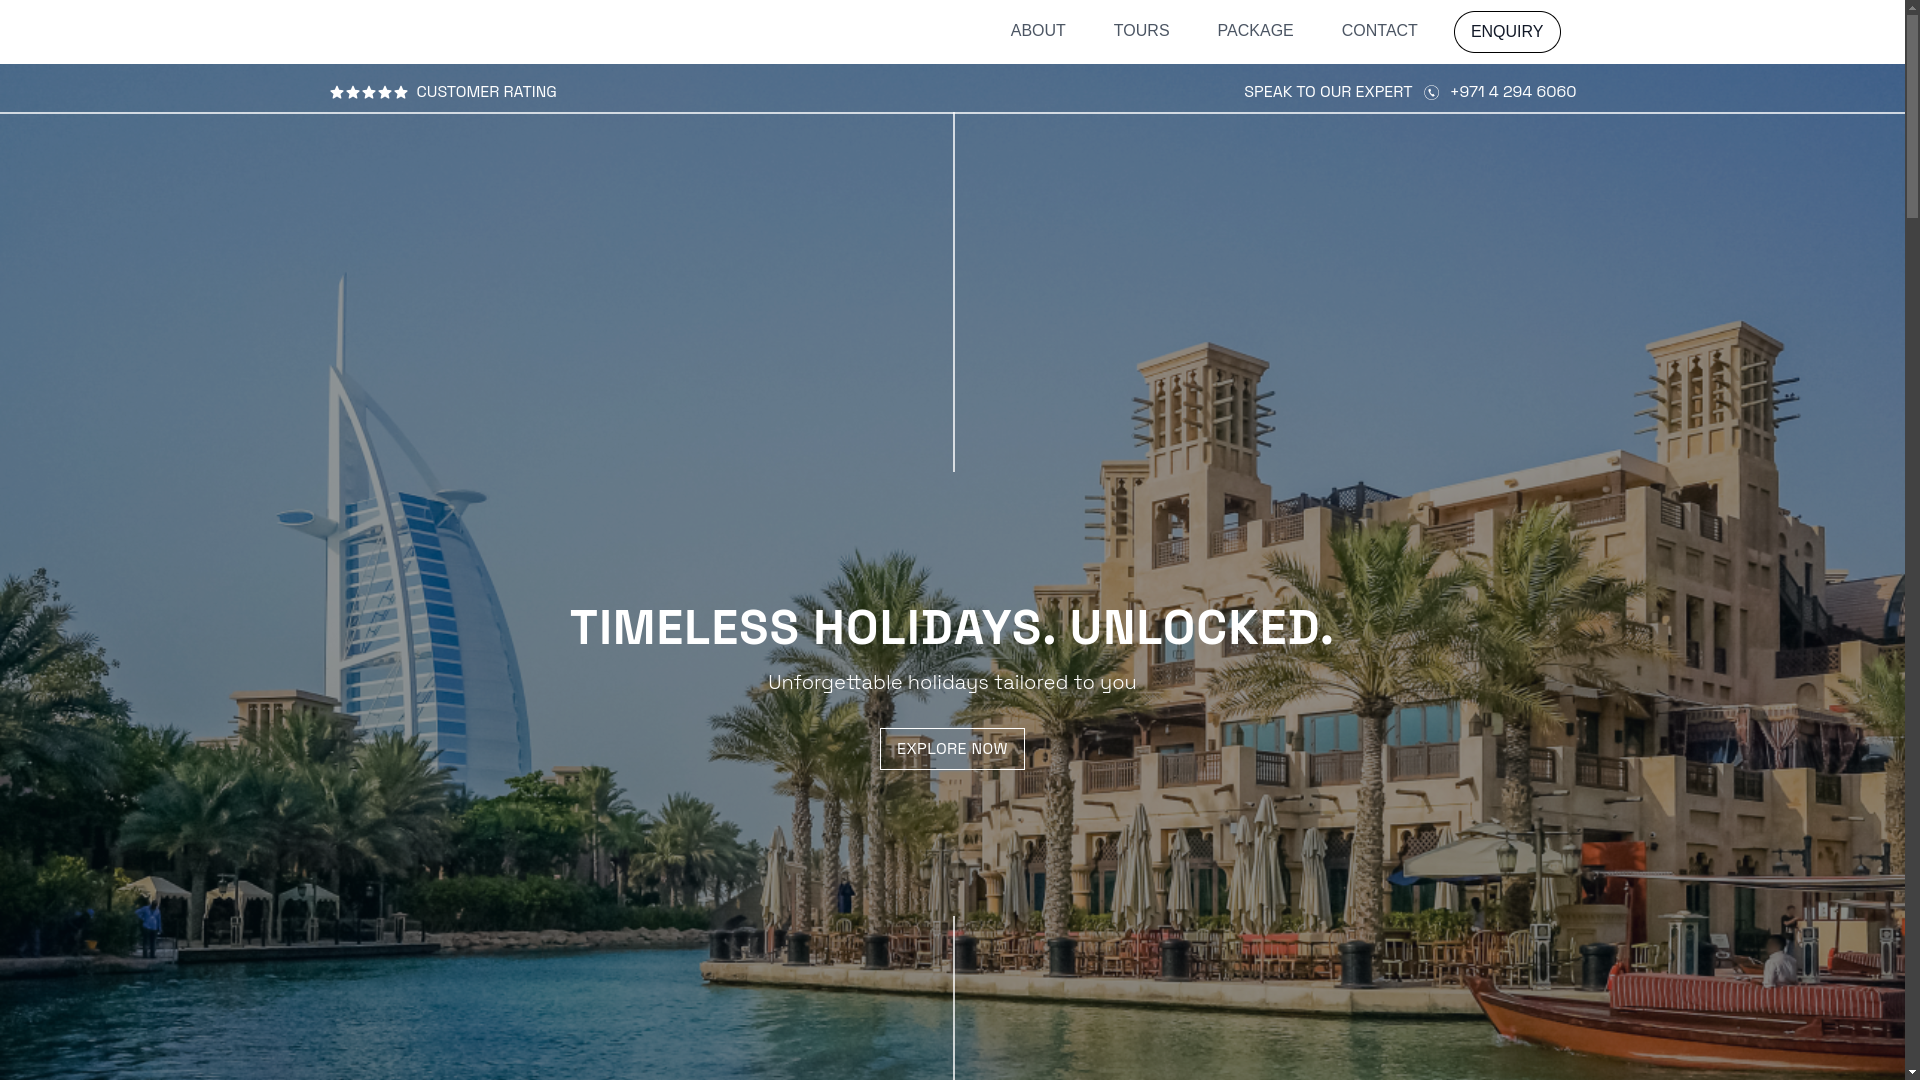 ABOUT TOURS PACKAGE CONTACT ENQUIRY
CUSTOMER RATING SPEAK TO OUR EXPERT +971 4 294 6060
TIMELESS HOLIDAYS. UNLOCKED.
Unforgettable holidays tailored to you
EXPLORE NOW